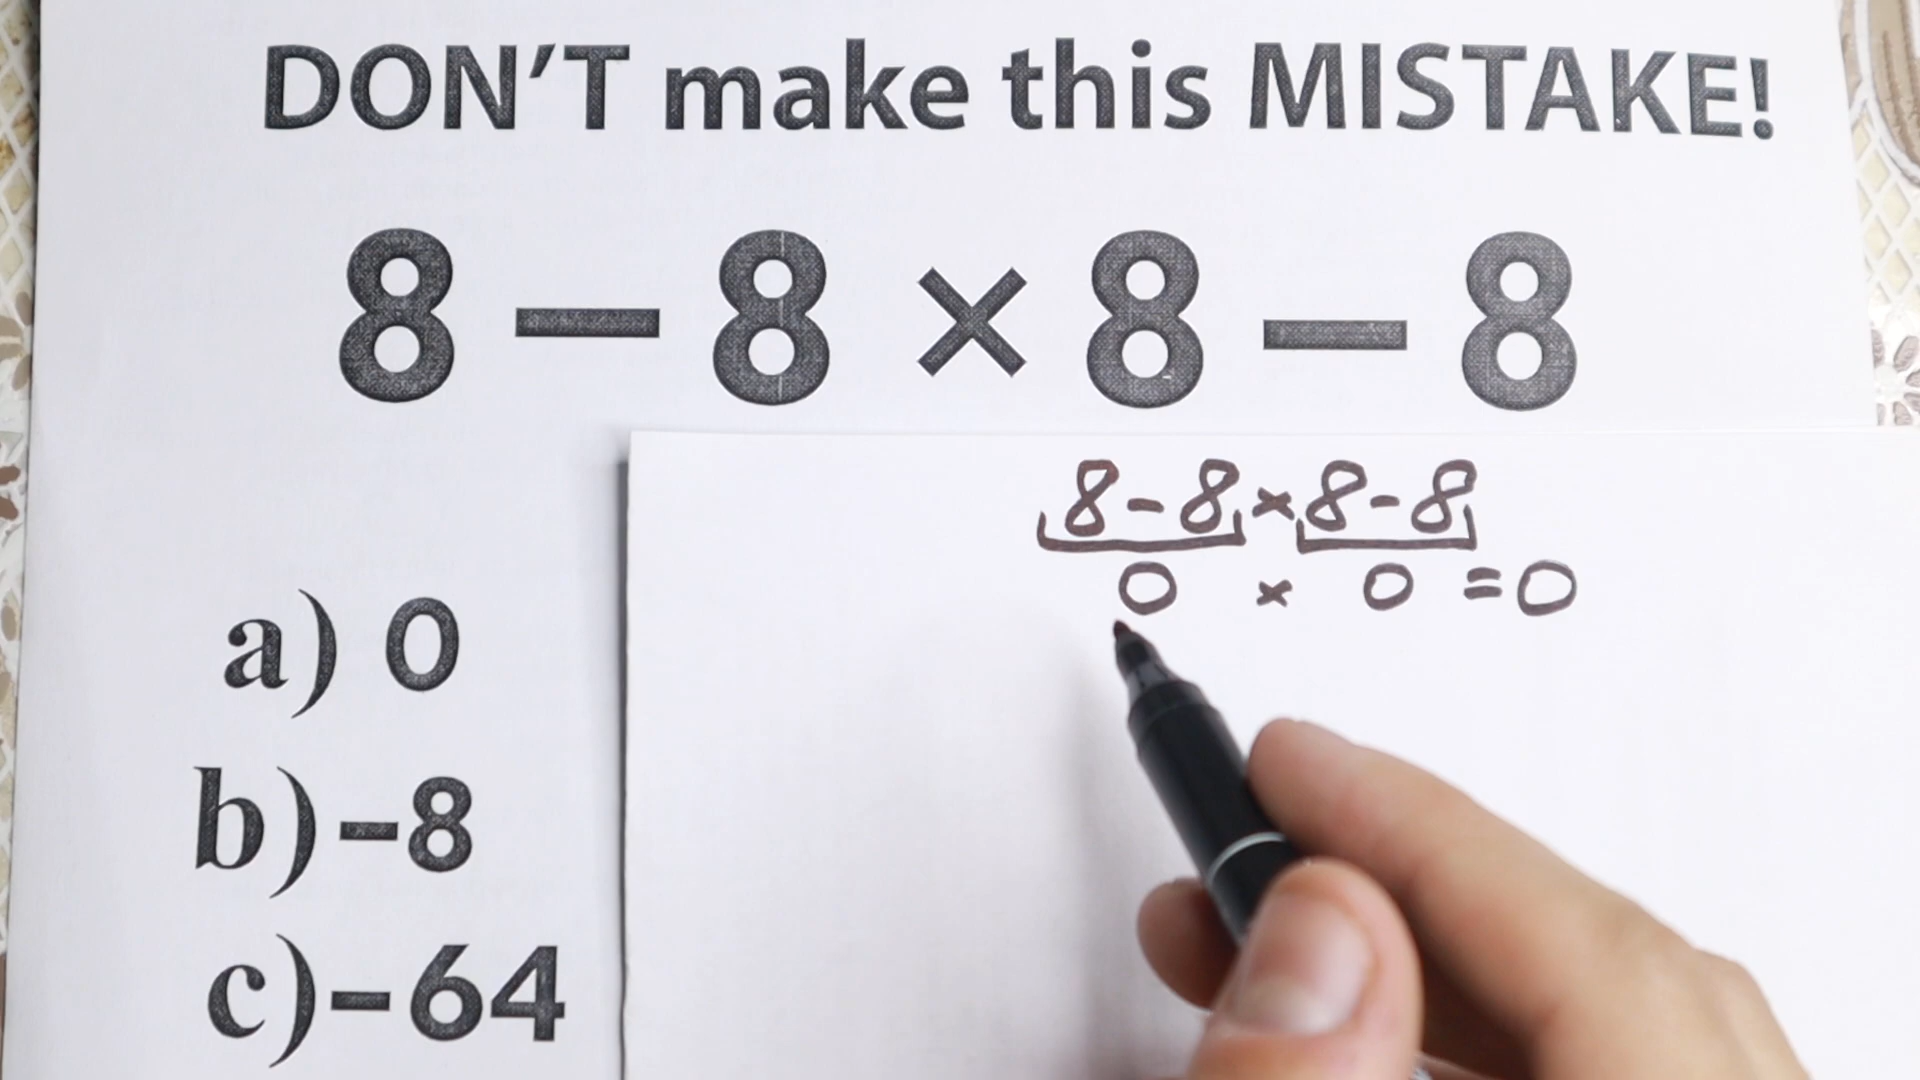 DON'T make this MISTAKE!
8 − 8 × 8 − 8
8-8×8-8
0 × 0 = 0
a) 0
b) -8
c) -64